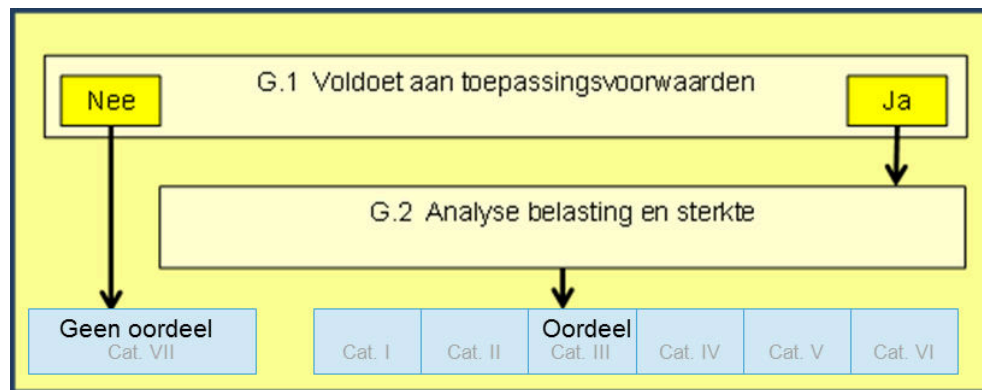 G.1 Voldoet aan toepassingsvoorwaarden
Nee
Ja
G.2 Analyse belasting en sterkte
Geen oordeel
Cat. VII
Oordeel
Cat. I
Cat. II
Cat. III
Cat. IV
Cat. V
Cat. VI